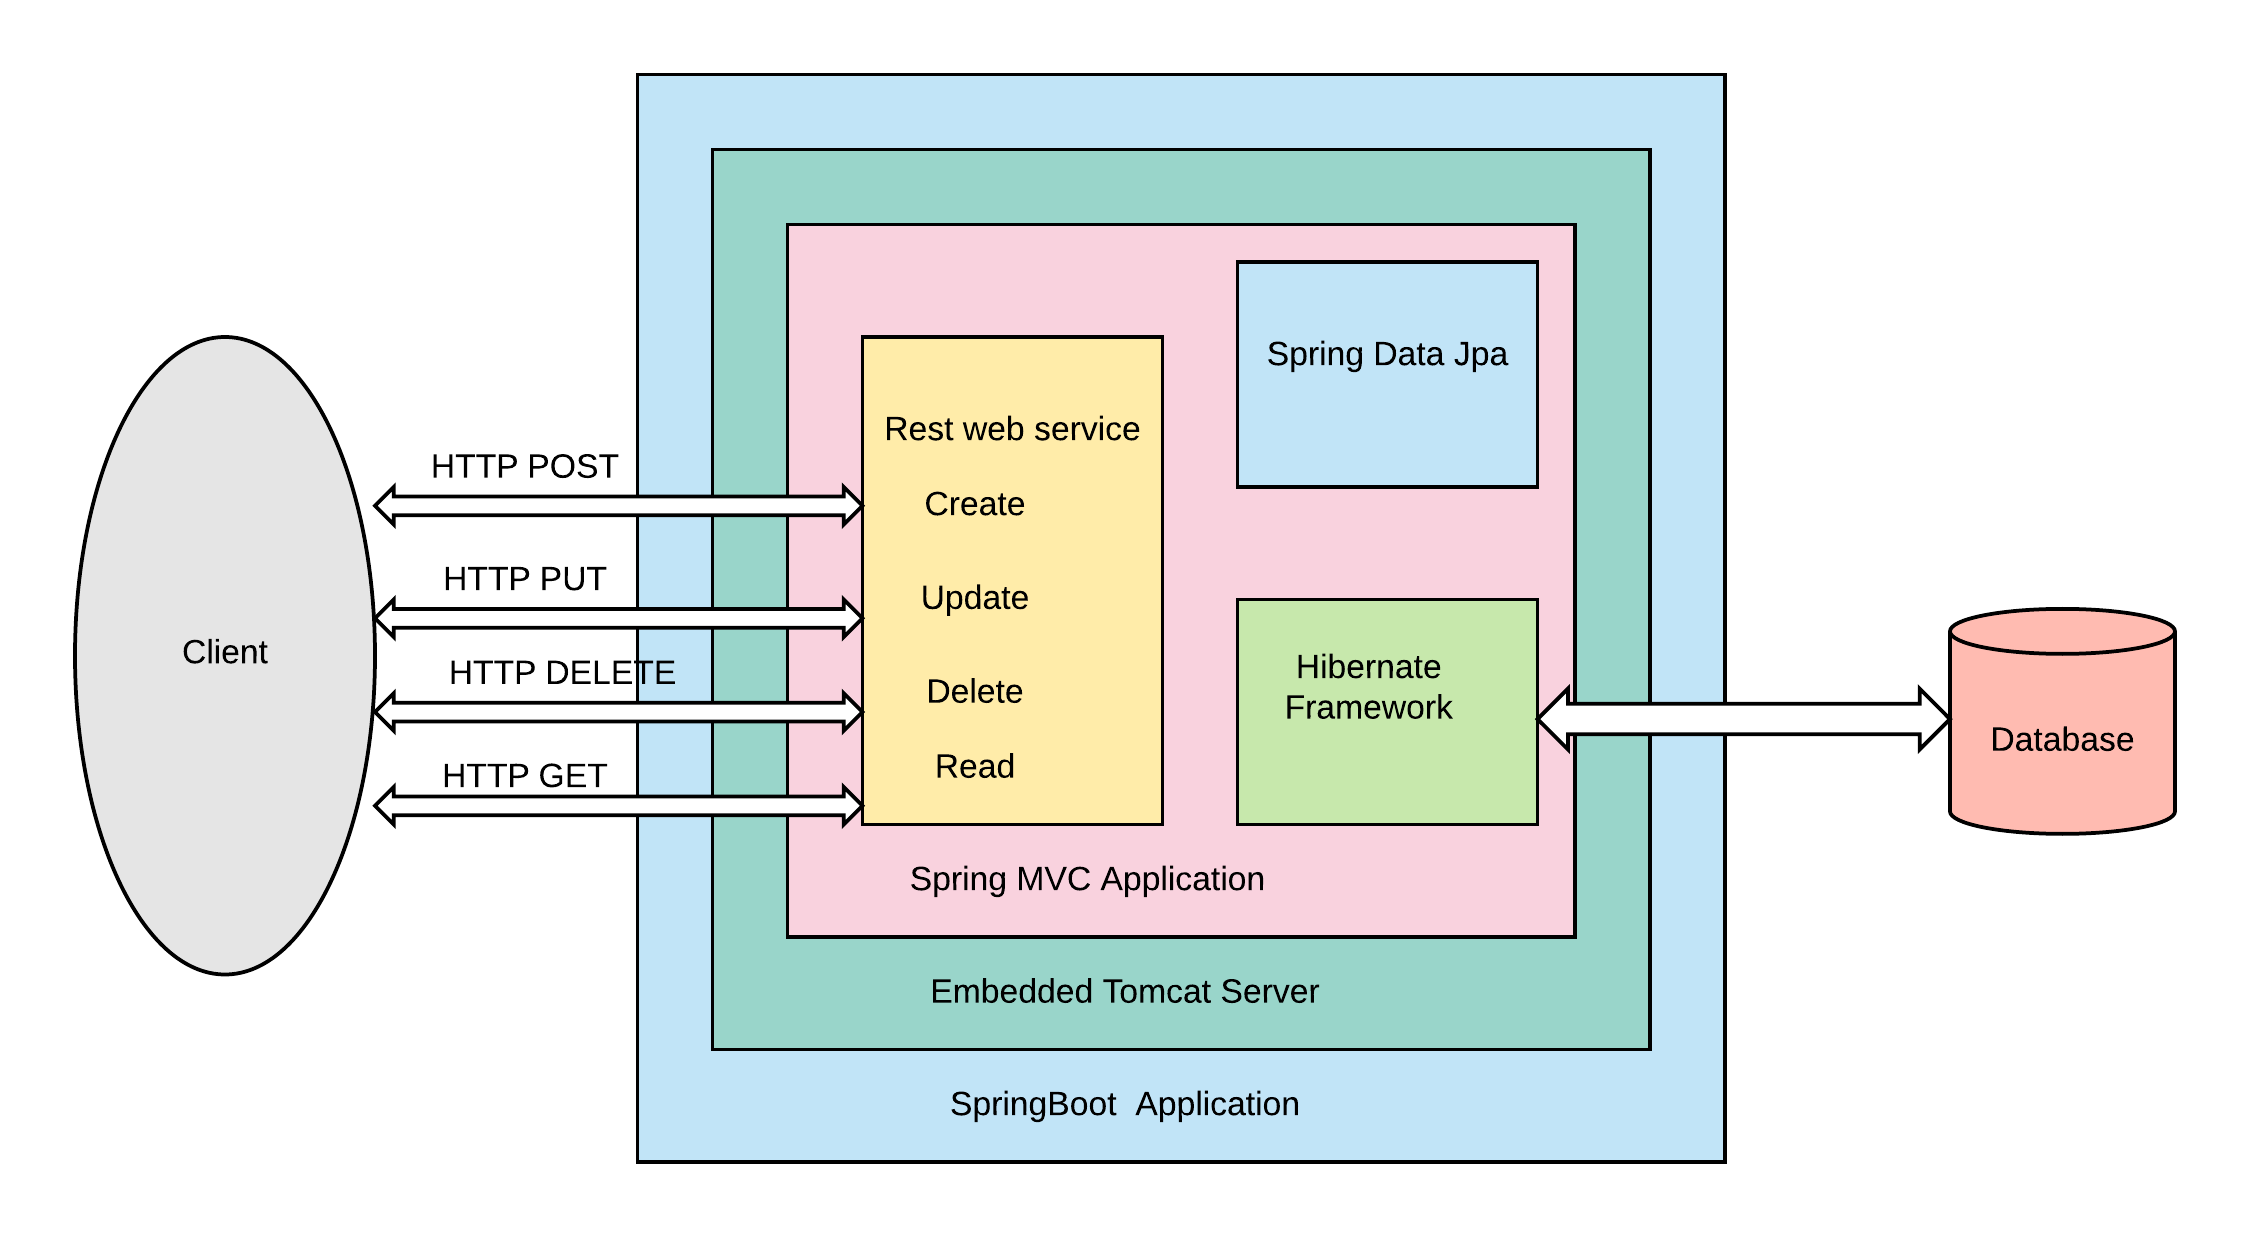 Client
HTTP POST
HTTP PUT
HTTP DELETE
HTTP GET
Rest web service
Create
Update
Delete
Read
Spring Data Jpa
Hibernate
Framework
Spring MVC Application
Embedded Tomcat Server
SpringBoot  Application
Database